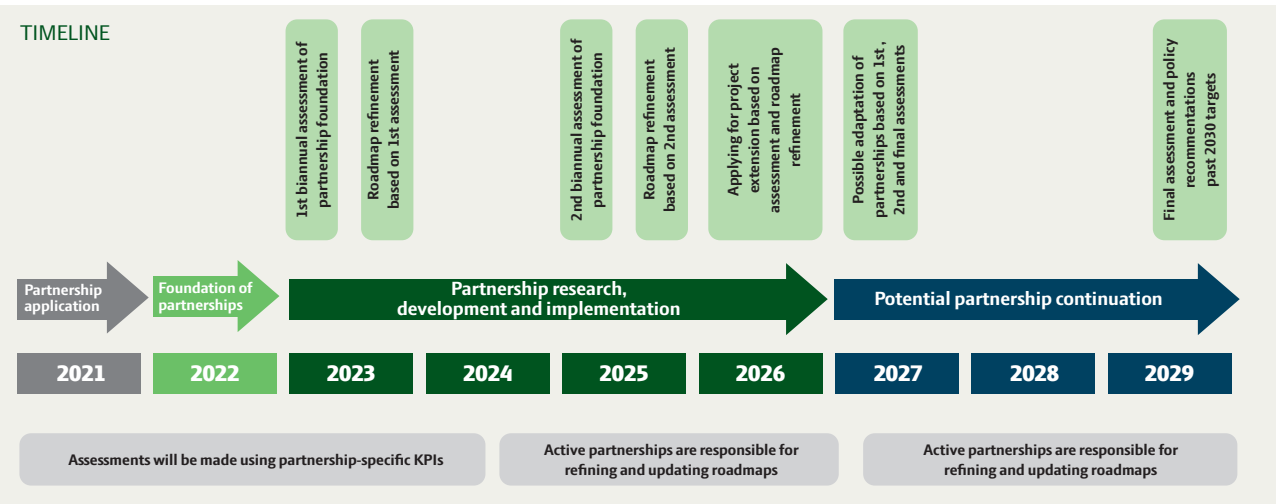 TIMELINE
1st biannual assessment of
partnership foundation
Roadmap refinement
based on 1st assessment
2nd biannual assessment of
partnership foundation
Roadmap refinement
based on 2nd assessment
Applying for project
extension based on
assessment and roadmap
refinement
Possible adaptation of
partnerships based on 1st ,
2nd and final assessments
Final assessment and policy
recommentations
past 2030 targets
Partnership
application
Foundation of
partnerships
Partnership research,
development and implementation
Potential partnership continuation
2021
2022
2023
2024
2025
2026
2027
2028
2029
Assessments will be made using partnership-specific KPIs
Active partnerships are responsible for
refining and updating roadmaps
Active partnerships are responsible for
refining and updating roadmaps